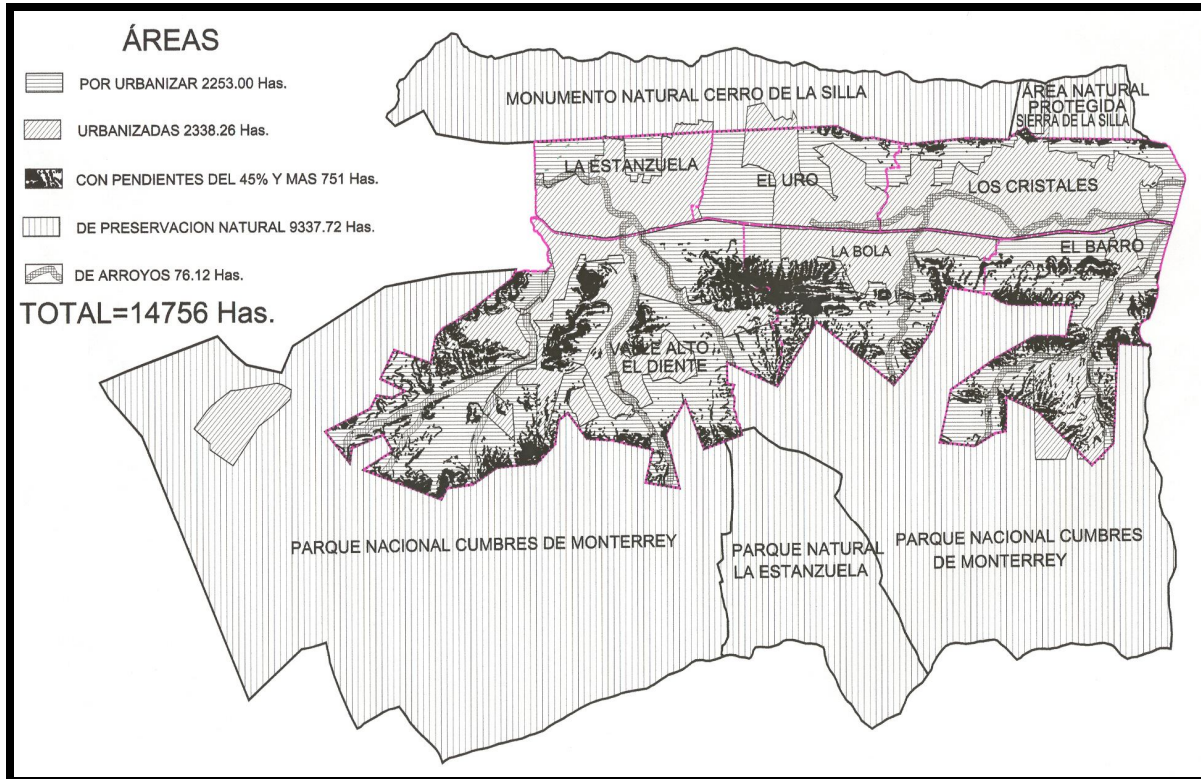 ÁREAS
POR URBANIZAR 2253.00 Has.
URBANIZADAS 2338.26 Has.
CON PENDIENTES DEL 45% Y MAS 751 Has.
DE PRESERVACION NATURAL 9337.72 Has.
DE ARROYOS 76.12 Has.
TOTAL=14756 Has.
MONUMENTO NATURAL CERRO DE LA SILLA
ÁREA NATURAL
PROTEGIDA
SIERRA DE LA SILLA
LA ESTANZUELA
EL URO
LOS CRISTALES
LA BOLA
EL BARRO
VALLE ALTO
EL DIENTE
PARQUE NACIONAL CUMBRES DE MONTERREY
PARQUE NATURAL
LA ESTANZUELA
PARQUE NACIONAL CUMBRES
DE MONTERREY